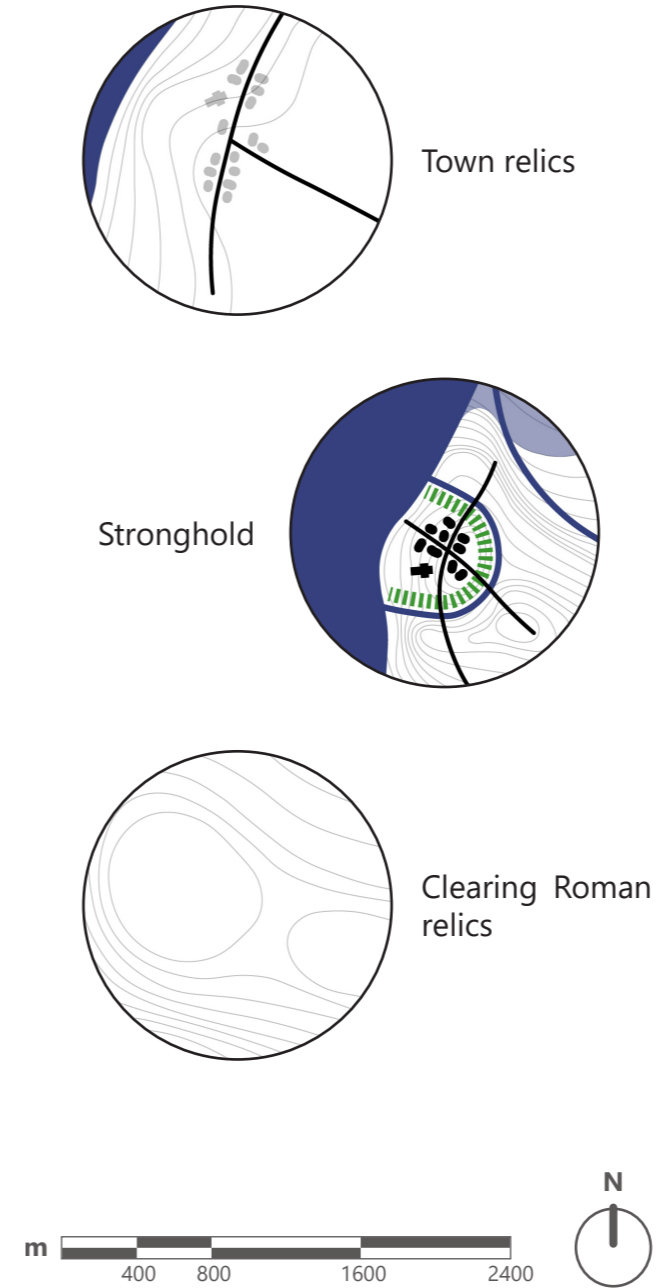 Town relics
Stronghold
Clearing Roman
relics
N
m
400 800 1600 2400